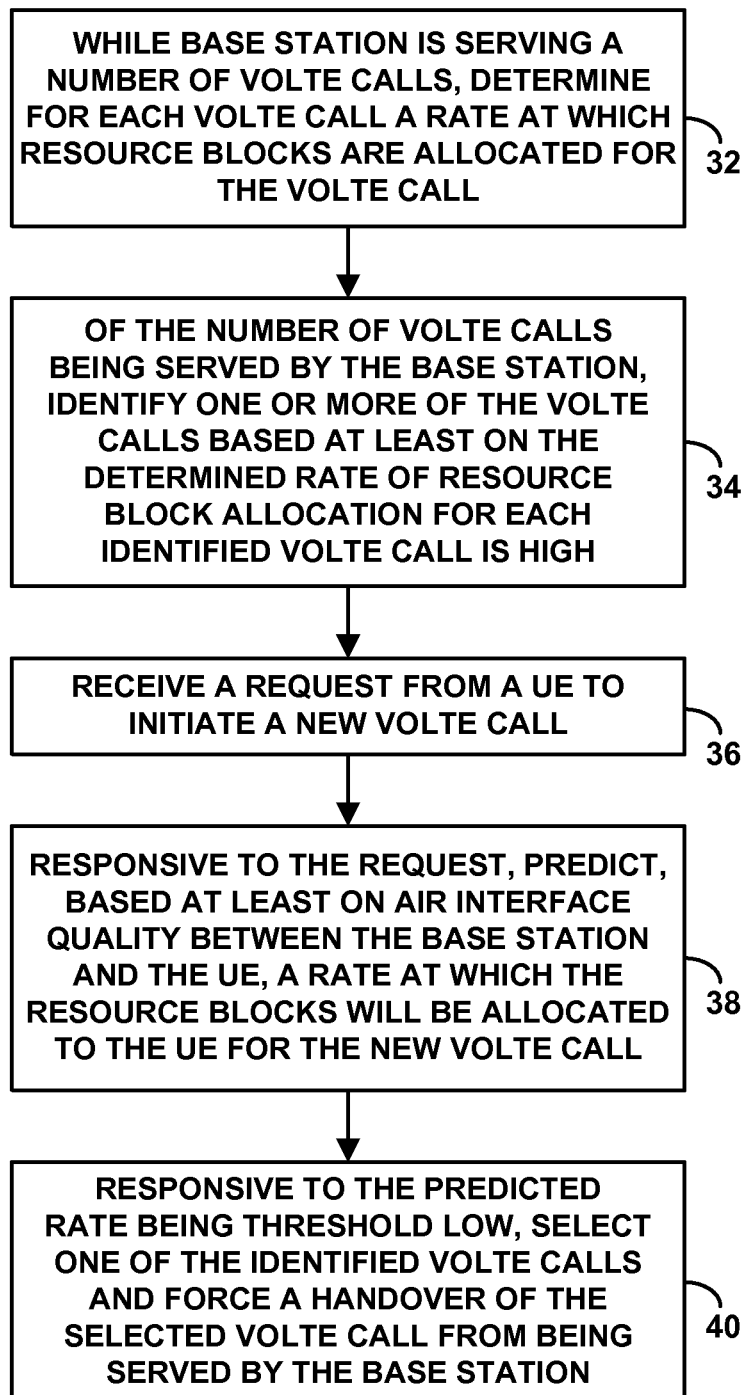 WHILE BASE STATION IS SERVING A
NUMBER OF VOLTE CALLS, DETERMINE
FOR EACH VOLTE CALL A RATE AT WHICH
RESOURCE BLOCKS ARE ALLOCATED FOR
THE VOLTE CALL
32
OF THE NUMBER OF VOLTE CALLS
BEING SERVED BY THE BASE STATION,
IDENTIFY ONE OR MORE OF THE VOLTE
CALLS BASED AT LEAST ON THE
DETERMINED RATE OF RESOURCE
BLOCK ALLOCATION FOR EACH
IDENTIFIED VOLTE CALL IS HIGH
34
RECEIVE A REQUEST FROM A UE TO
INITIATE A NEW VOLTE CALL
36
RESPONSIVE TO THE REQUEST, PREDICT,
BASED AT LEAST ON AIR INTERFACE
QUALITY BETWEEN THE BASE STATION
AND THE UE, A RATE AT WHICH THE
RESOURCE BLOCKS WILL BE ALLOCATED
TO THE UE FOR THE NEW VOLTE CALL
38
RESPONSIVE TO THE PREDICTED
RATE BEING THRESHOLD LOW, SELECT
ONE OF THE IDENTIFIED VOLTE CALLS
AND FORCE A HANDOVER OF THE
SELECTED VOLTE CALL FROM BEING
SERVED BY THE BASE STATION
40